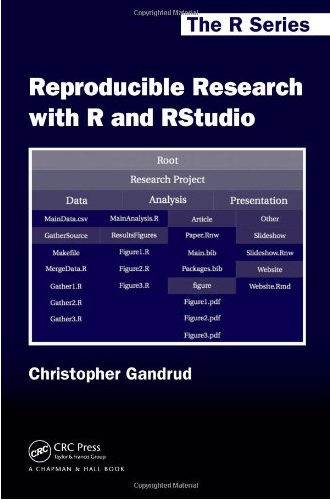 The R Series
Reproducible Research
with R and RStudio
Root
Research Project
Data Analysis Presentation
MainData.csv MainAnalysis.R Article Other
GatherSource ResultsFigures Paper.Rnw Slideshow
Makefile Figure1.R Main.bib Slideshow.Rnw
MergeData.R Figure2.R Packages.bib Website
Gather1.R Figure3.R figure Website.Rmd
Gather2.R Figure1.pdf
Gather3.R Figure2.pdf
Figure3.pdf
Christopher Gandrud
CRC
CRC Press
Taylor & Francis Group
A CHAPMAN & HALL BOOK